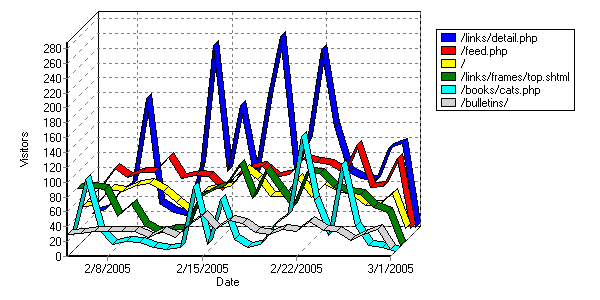 280
260
240
220
200
180
160
140
120
100
80
60
40
20
0
Visitors
2/8/2005 2/15/2005 2/22/2005 3/1/2005
Date
/links/detail.php
/feed.php
/
/links/frames/top.shtml
/books/cats.php
/bulletins/